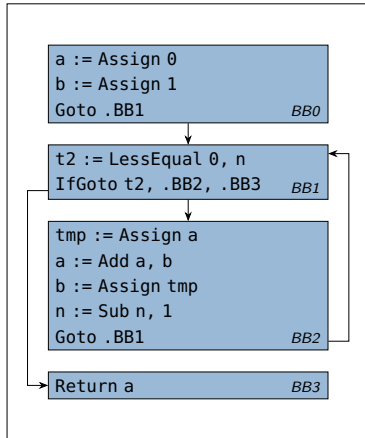 a := Assign 0
b := Assign 1
Goto .BB1 BB0
t2 := LessEqual 0, n
IfGoto t2, .BB2, .BB3 BB1
tmp := Assign a
a := Add a, b
b := Assign tmp
n := Sub n, 1
Goto .BB1 BB2
Return a BB3